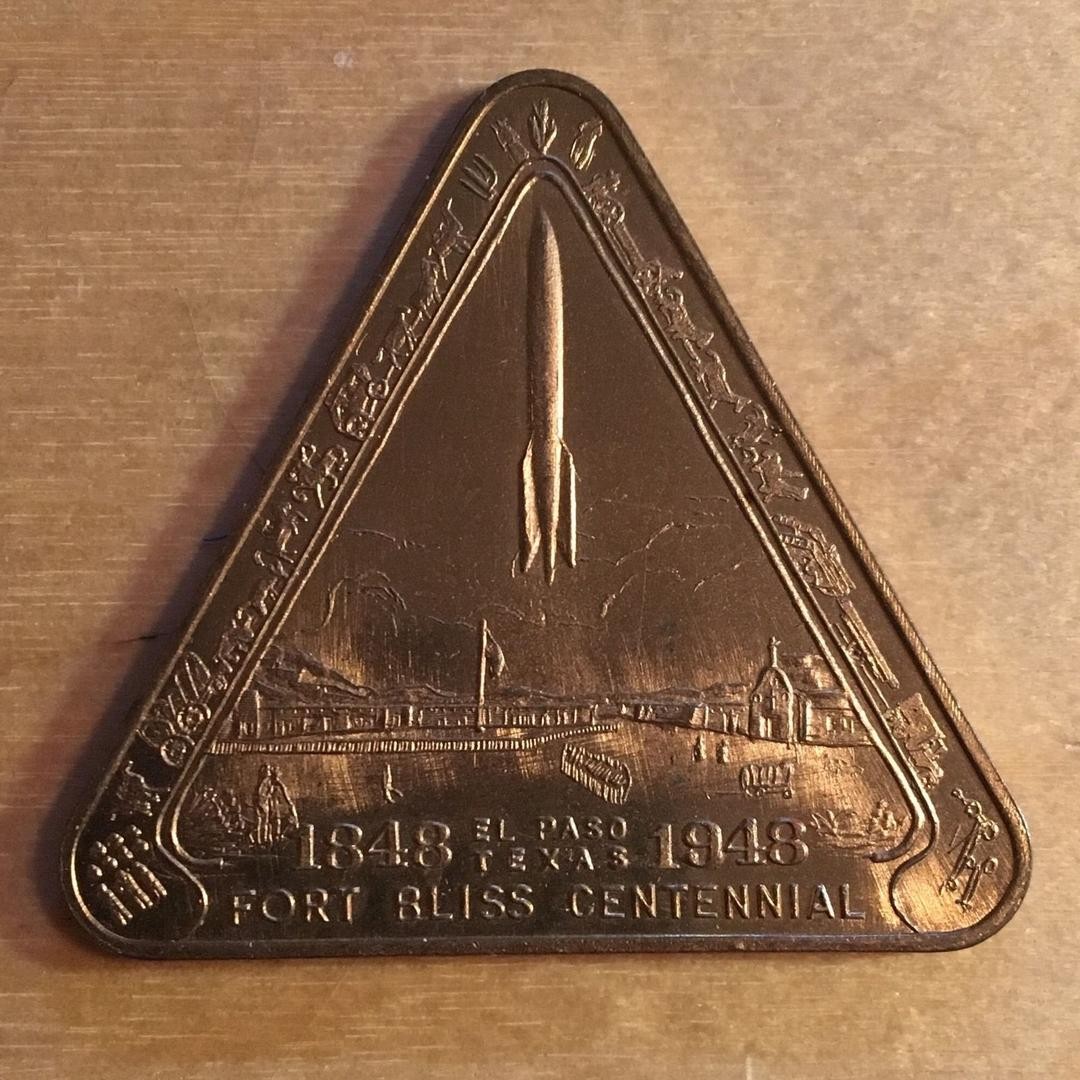 1848 EL PASO 1948
TEXAS
FORT BLISS CENTENNIAL